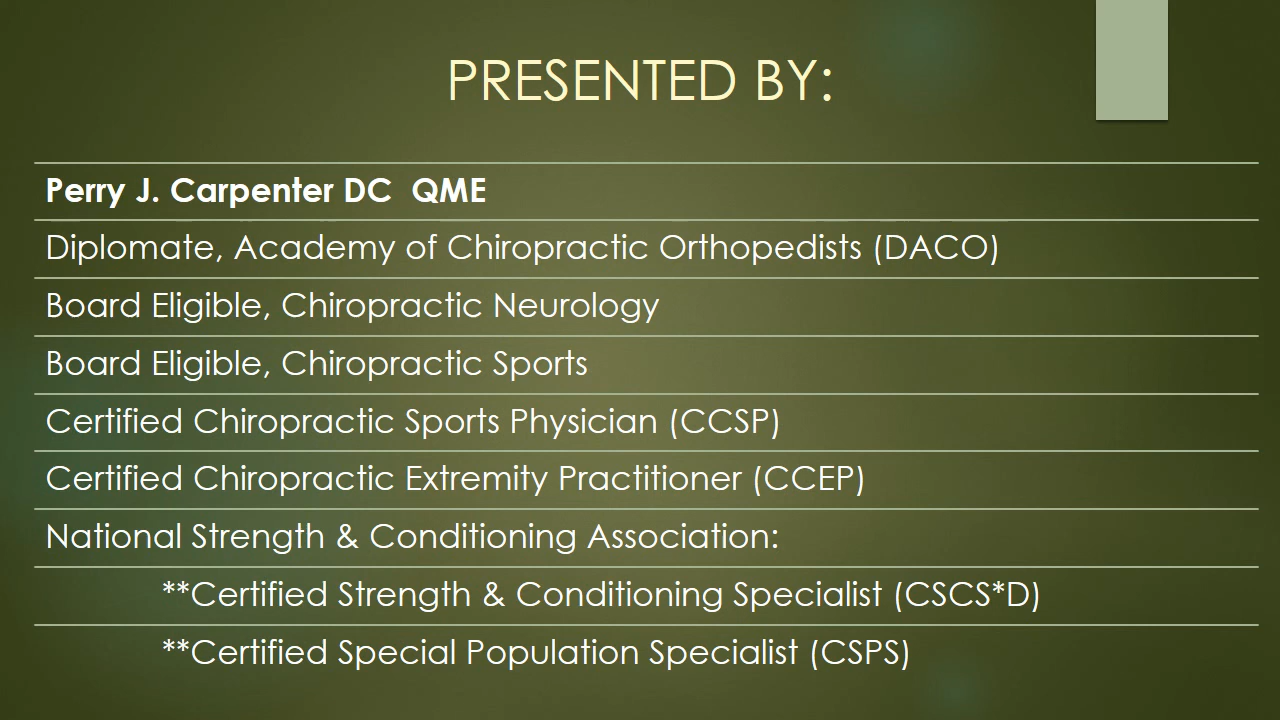 PRESENTED BY:
Perry J. Carpenter DC  QME
Diplomate, Academy of Chiropractic Orthopedists (DACO)
Board Eligible, Chiropractic Neurology
Board Eligible, Chiropractic Sports
Certified Chiropractic Sports Physician (CCSP)
Certified Chiropractic Extremity Practitioner (CCEP)
National Strength & Conditioning Association:
**Certified Strength & Conditioning Specialist (CSCS*D)
**Certified Special Population Specialist (CSPS)